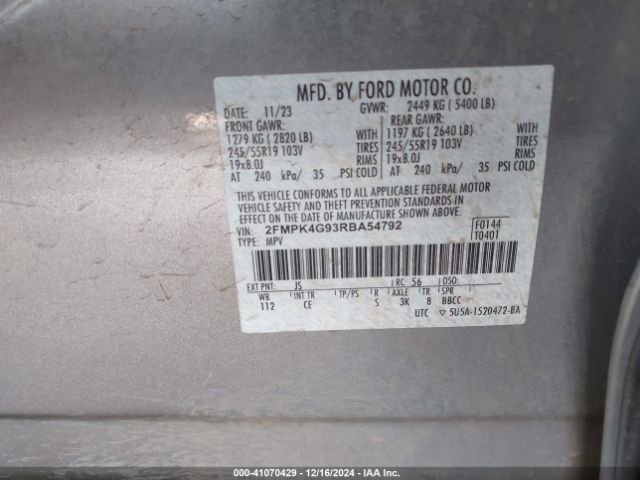 MFD. BY FORD MOTOR CO.
DATE: 11/23 GVWR: 2449 KG ( 5400 LB)
FRONT GAWR: REAR GAWR:
1279 KG ( 2820 LB) WITH 1197 KG ( 2640 LB) WITH
245/55R19 103V TIRES 245/55R19 103V TIRES
19x8.0J RIMS 19x8.0J RIMS
AT 240 kPa/ 35 PSI COLD AT 240 kPa/ 35 PSI COLD
THIS VEHICLE CONFORMS TO ALL APPLICABLE FEDERAL MOTOR
VEHICLE SAFETY AND THEFT PREVENTION STANDARDS IN
EFFECT ON THE DATE OF MANUFACTURE SHOWN ABOVE.
VIN: 2FMPK4G93RBA54792 F0144
TYPE: MPV T0401
EXT PNT: JS RC: 56 DSO:
WB INT TR TP/PS R AXLE TR SPR
112 CE S 3K 8 BBCC
UTC ▽ 5U5A-1520472-BA
000-41070429 - 12/16/2024 - IAA Inc.